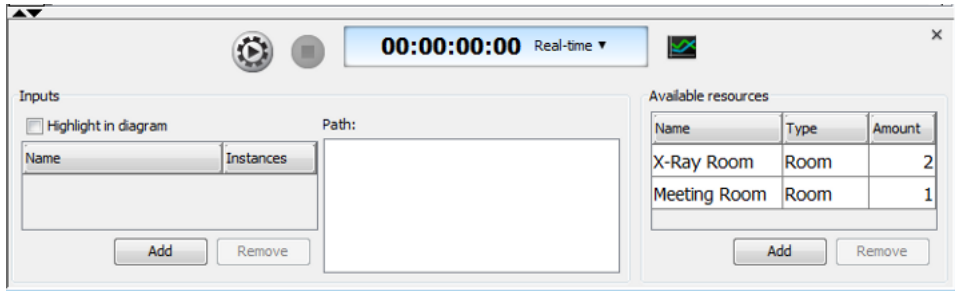 00:00:00:00 Real-time ▼
Inputs
Highlight in diagram
Name Instances
Add Remove
Path:
Available resources
Name Type Amount
X-Ray Room Room 2
Meeting Room Room 1
Add Remove